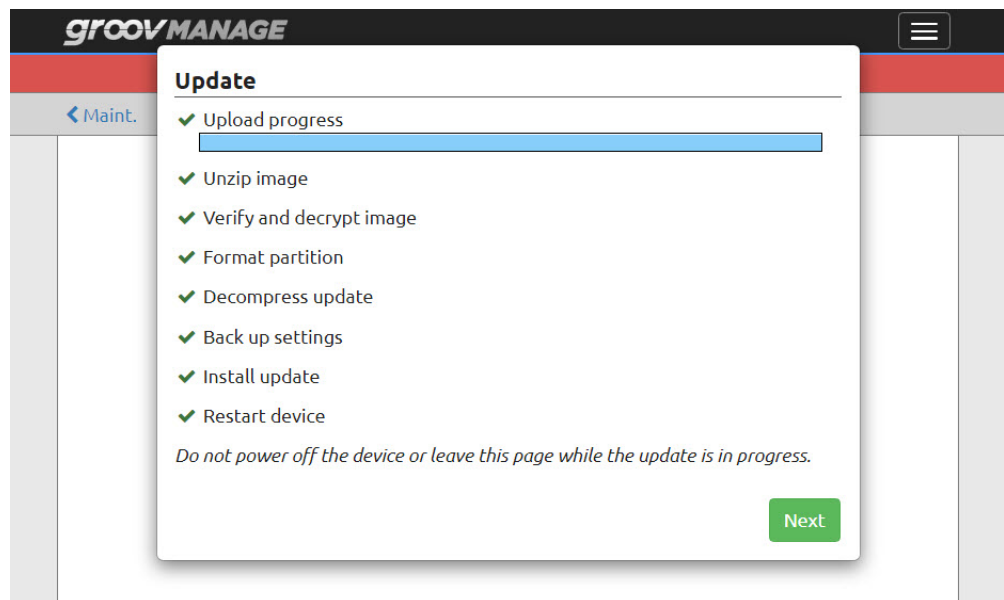 groov MANAGE
Update
Maint.
Upload progress
Unzip image
Verify and decrypt image
Format partition
Decompress update
Back up settings
Install update
Restart device
Do not power off the device or leave this page while the update is in progress.
Next